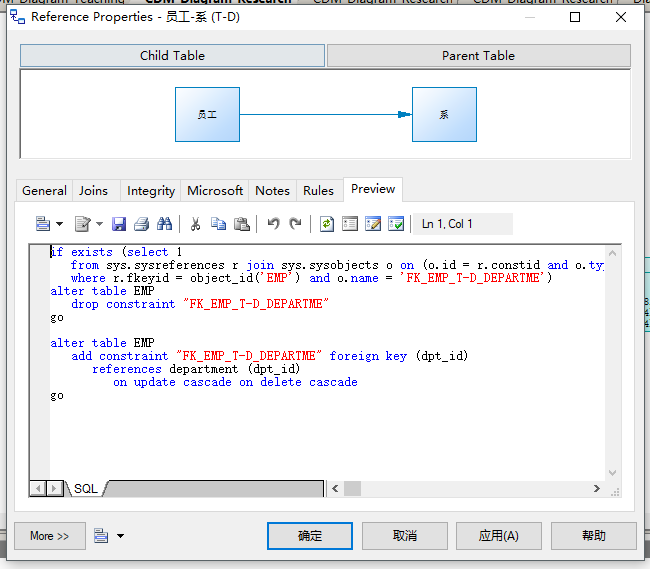 CDM-Diagram-Research
Reference Properties - 员工-系 (T-D)
Child Table
Parent Table
员工
系
General
Joins
Integrity
Microsoft
Notes
Rules
Preview
Ln 1, Col 1
if exists (select 1
from sys.sysreferences r join sys.sysobjects o on (o.id = r.constid and o.ty
where r.fkeyid = object_id('EMP') and o.name = 'FK_EMP_T-D_DEPARTME')
alter table EMP
drop constraint "FK_EMP_T-D_DEPARTME"
go
alter table EMP
add constraint "FK_EMP_T-D_DEPARTME" foreign key (dpt_id)
references department (dpt_id)
on update cascade on delete cascade
go
SQL
More >>
确定
取消
应用(A)
帮助